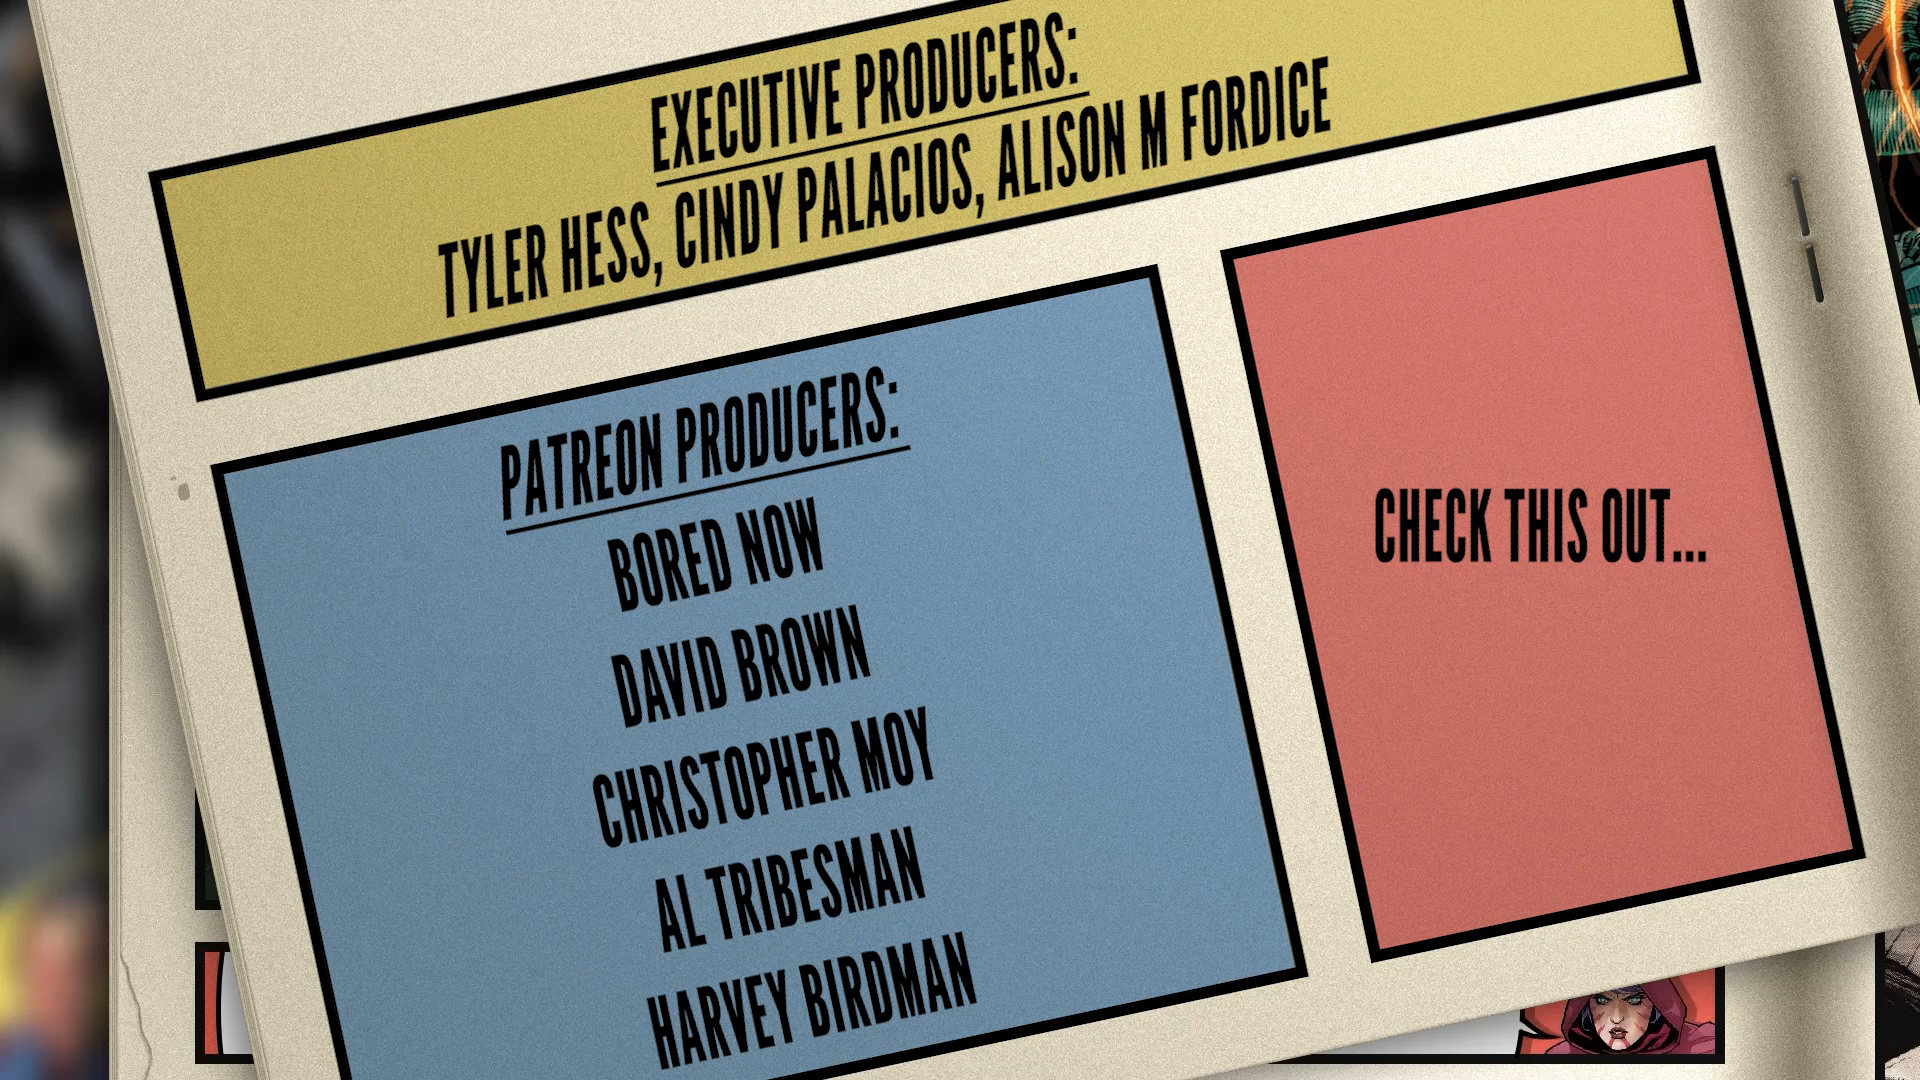 EXECUTIVE PRODUCERS:
TYLER HESS, CINDY PALACIOS, ALISON M FORDICE
PATREON PRODUCERS:
BORED NOW
DAVID BROWN
CHRISTOPHER MOY
AL TRIBESMAN
HARVEY BIRDMAN
CHECK THIS OUT...